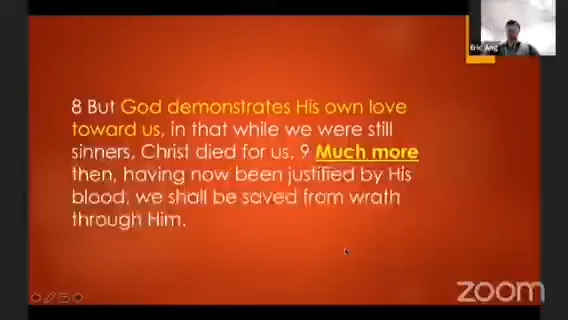 Eric Ang
8 But God demonstrates His own love
toward us, in that while we were still
sinners, Christ died for us. 9 Much more
then, having now been justified by His
blood, we shall be saved from wrath
through Him.
zoom